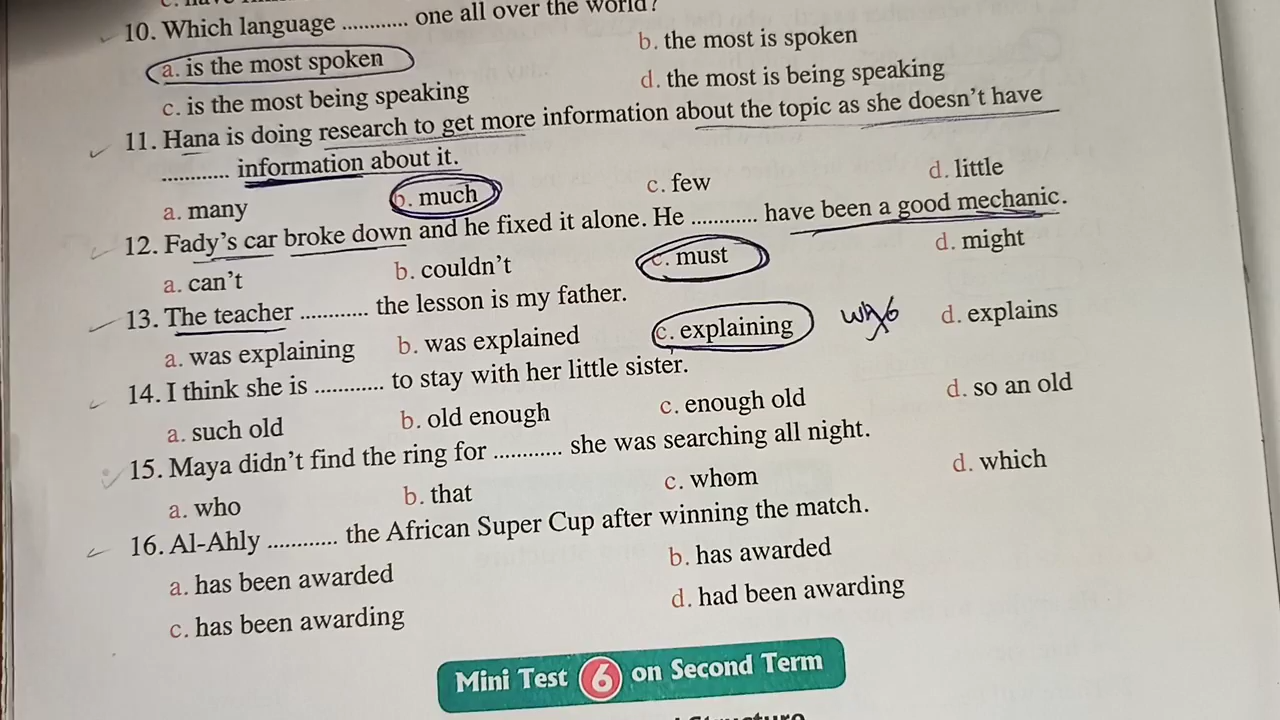 10. Which language ........... one all over the world?
a. is the most spoken
b. the most is spoken
c. is the most being speaking
d. the most is being speaking
11. Hana is doing research to get more information about the topic as she doesn't have
........... information about it.
a. many
b. much
c. few
d. little
12. Fady's car broke down and he fixed it alone. He ........... have been a good mechanic.
a. can't
b. couldn't
c. must
d. might
13. The teacher ........... the lesson is my father.
a. was explaining
b. was explained
c. explaining
d. explains
14. I think she is ........... to stay with her little sister.
a. such old
b. old enough
c. enough old
d. so an old
15. Maya didn't find the ring for ........... she was searching all night.
a. who
b. that
c. whom
d. which
16. Al-Ahly ........... the African Super Cup after winning the match.
a. has been awarded
b. has awarded
c. has been awarding
d. had been awarding
Mini Test 6 on Second Term